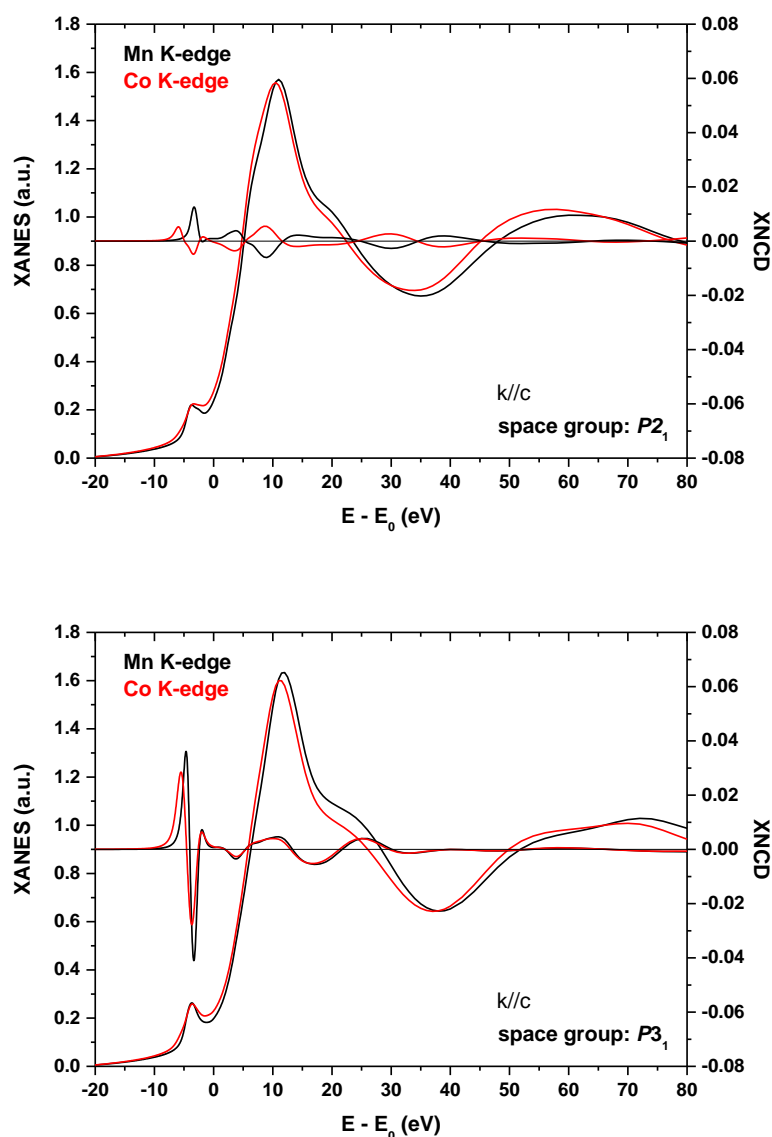 1.8
1.6
1.4
1.2
1.0
0.8
0.6
0.4
0.2
0.0
XANES (a.u.)
Mn K-edge
Co K-edge
0.08
0.06
0.04
0.02
0.00
-0.02
-0.04
-0.06
-0.08
XNCD
k//c
space group: P2₁
-20 -10 0 10 20 30 40 50 60 70 80
E - E₀ (eV)
1.8
1.6
1.4
1.2
1.0
0.8
0.6
0.4
0.2
0.0
XANES (a.u.)
Mn K-edge
Co K-edge
0.08
0.06
0.04
0.02
0.00
-0.02
-0.04
-0.06
-0.08
XNCD
k//c
space group: P3₁
-20 -10 0 10 20 30 40 50 60 70 80
E - E₀ (eV)